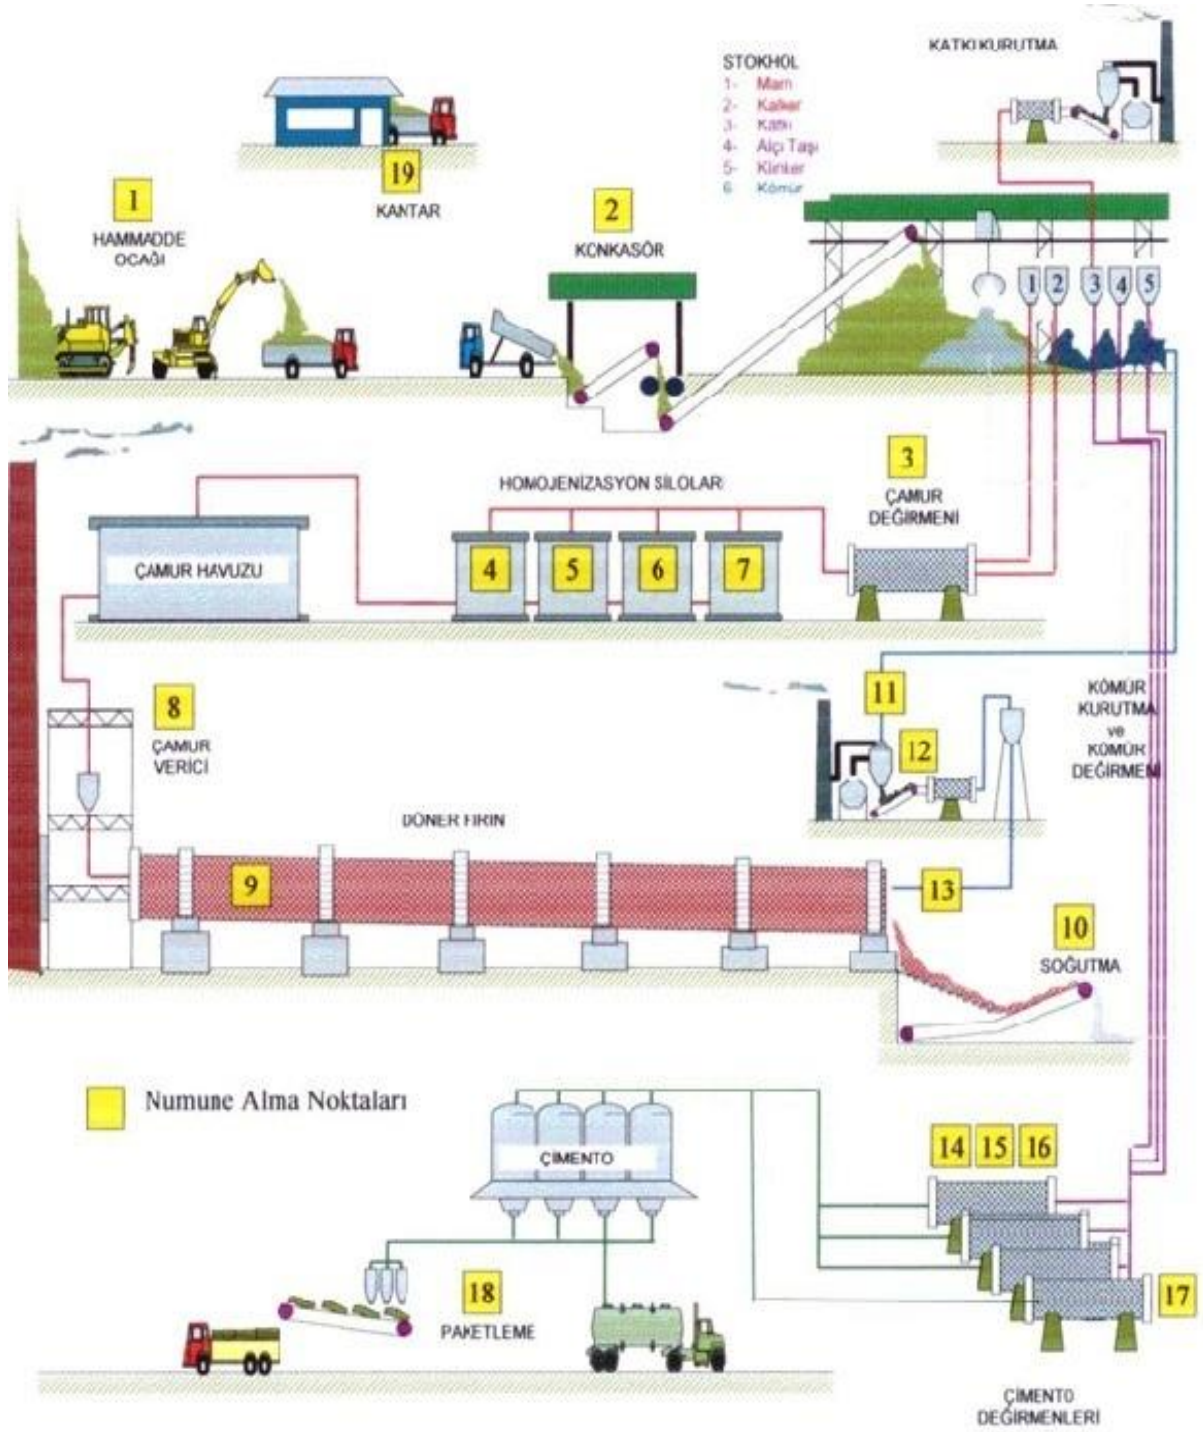 KATKI KURUTMA
STOKHOL
1- Marn
2- Kalker
3- Katkı
4- Alçı Taşı
5- Klinker
6 Kömür
19
KANTAR
1
HAMMADDE
OCAĞI
2
KONKASÖR
1 2 3 4 5
3
ÇAMUR
DEĞİRMENİ
HOMOJENİZASYON SİLOLARI
4 5 6 7
ÇAMUR HAVUZU
8
ÇAMUR
VERİCİ
11
12
KÖMÜR
KURUTMA
ve
KÖMÜR
DEĞİRMENİ
DÖNER FIRIN
9
13
10
SOĞUTMA
Numune Alma Noktaları
ÇİMENTO
14 15 16
17
18
PAKETLEME
ÇİMENTO
DEĞİRMENLERİ